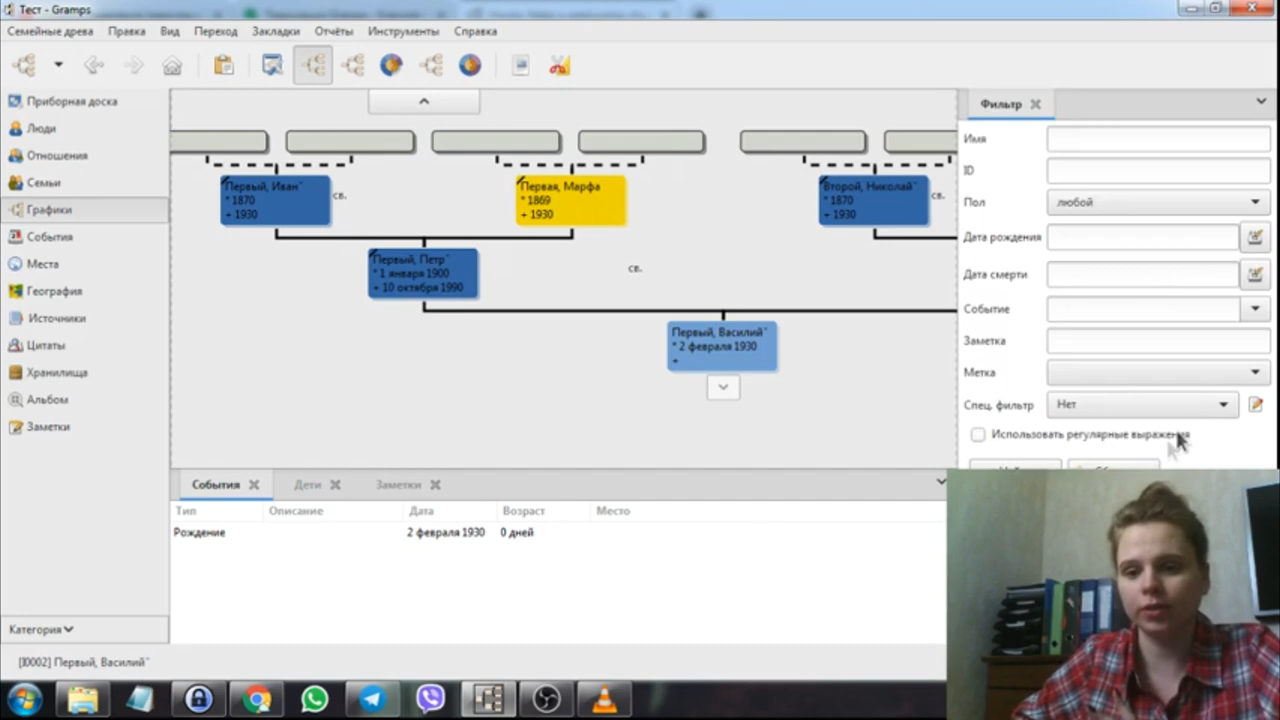 Тест - Gramps
Семейные древа Правка Вид Переход Закладки Отчёты Инструменты Справка
Приборная доска
Люди
Отношения
Семьи
Графики
События
Места
География
Источники
Цитаты
Хранилища
Альбом
Заметки
Категория
[I0002] Первый, Василий~
Первый, Иван~
* 1870
+ 1930
св.
Первая, Марфа
* 1869
+ 1930
Второй, Николай~
* 1870
+ 1930
св.
Первый, Петр~
* 1 января 1900
+ 10 октября 1990
св.
Первый, Василий~
* 2 февраля 1930
+
Фильтр
Имя
ID
Пол любой
Дата рождения
Дата смерти
Событие
Заметка
Метка
Спец. фильтр Нет
Использовать регулярные выражения
События Дети Заметки
Тип Описание Дата Возраст Место
Рождение 2 февраля 1930 0 дней